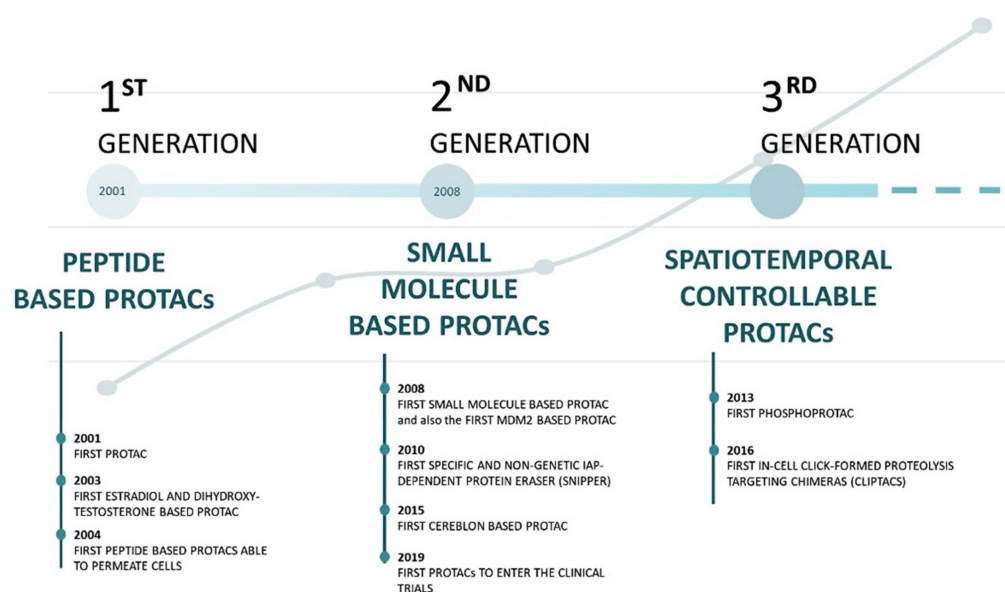 1ST
GENERATION
2001
PEPTIDE
BASED PROTACs
2001
FIRST PROTAC
2003
FIRST ESTRADIOL AND DIHYDROXY-
TESTOSTERONE BASED PROTAC
2004
FIRST PEPTIDE BASED PROTACS ABLE
TO PERMEATE CELLS
2ND
GENERATION
2008
SMALL
MOLECULE
BASED PROTACs
2008
FIRST SMALL MOLECULE BASED PROTAC
and also the FIRST MDM2 BASED PROTAC
2010
FIRST SPECIFIC AND NON-GENETIC IAP-
DEPENDENT PROTEIN ERASER (SNIPPER)
2015
FIRST CEREBLON BASED PROTAC
2019
FIRST PROTACs TO ENTER THE CLINICAL
TRIALS
3RD
GENERATION
SPATIOTEMPORAL
CONTROLLABLE
PROTACs
2013
FIRST PHOSPHOPROTAC
2016
FIRST IN-CELL CLICK-FORMED PROTEOLYSIS
TARGETING CHIMERAS (CLIPTACS)